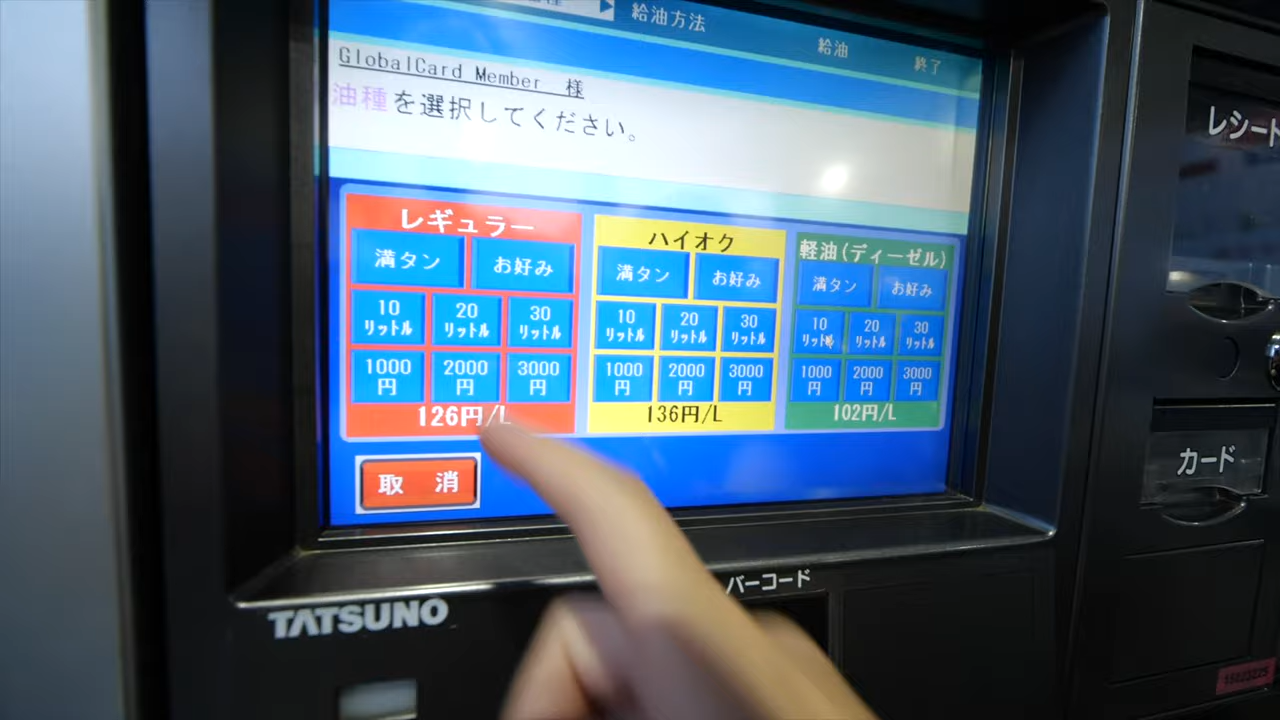 給油方法
給油
終了
GlobalCard Member 様
油種を選択してください。
レギュラー
満タン
お好み
10
リットル
20
リットル
30
リットル
1000
円
2000
円
3000
円
126円/L
ハイオク
満タン
お好み
10
リットル
20
リットル
30
リットル
1000
円
2000
円
3000
円
136円/L
軽油(ディーゼル)
満タン
お好み
10
リットル
20
リットル
30
リットル
1000
円
2000
円
3000
円
102円/L
取 消
レシート
カード
バーコード
TATSUNO